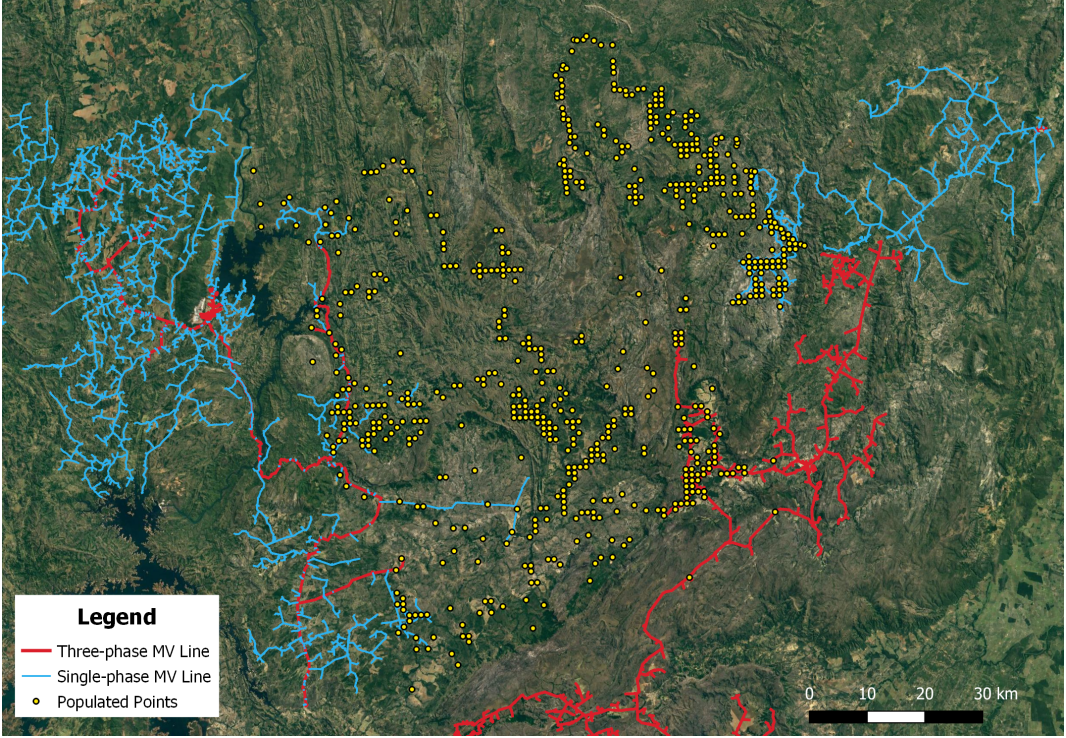 Legend
Three-phase MV Line
Single-phase MV Line
Populated Points
0 10 20 30 km